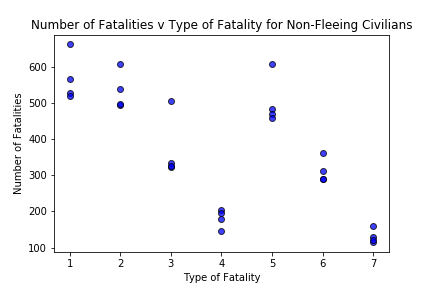 Number of Fatalities v Type of Fatality for Non-Fleeing Civilians
600
500
400
300
200
100
Number of Fatalities
1 2 3 4 5 6 7
Type of Fatality